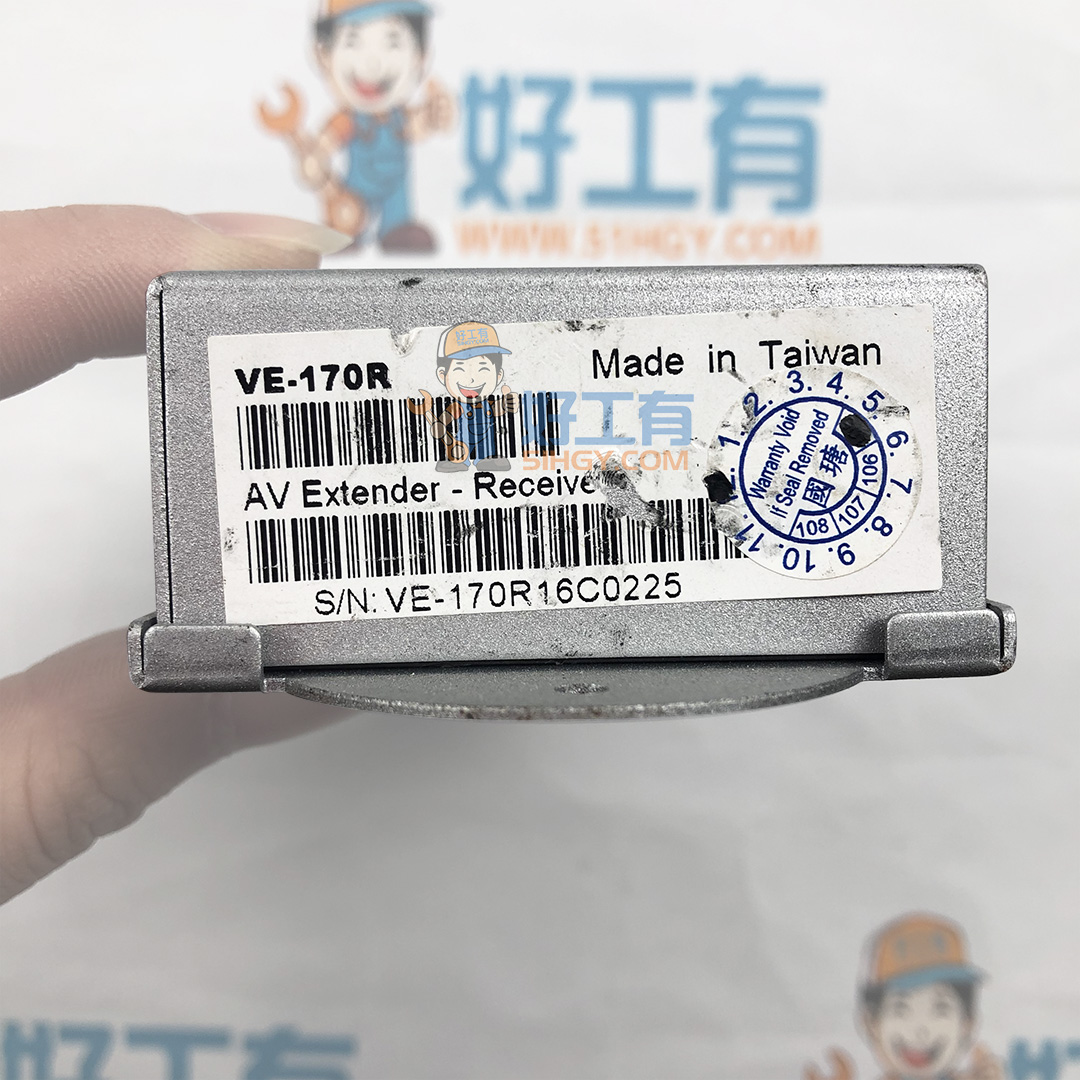 好工有
WWW.51HGY.COM
VE-170R
Made in Taiwan
好工有
51HGY.COM
AV Extender - Receive
S/N: VE-170R16C0225
1. 2. 3. 4. 5. 6. 7. 8. 9. 10. 11.
Warranty Void
If Seal Removed
國瑭
108 107 106
好工有